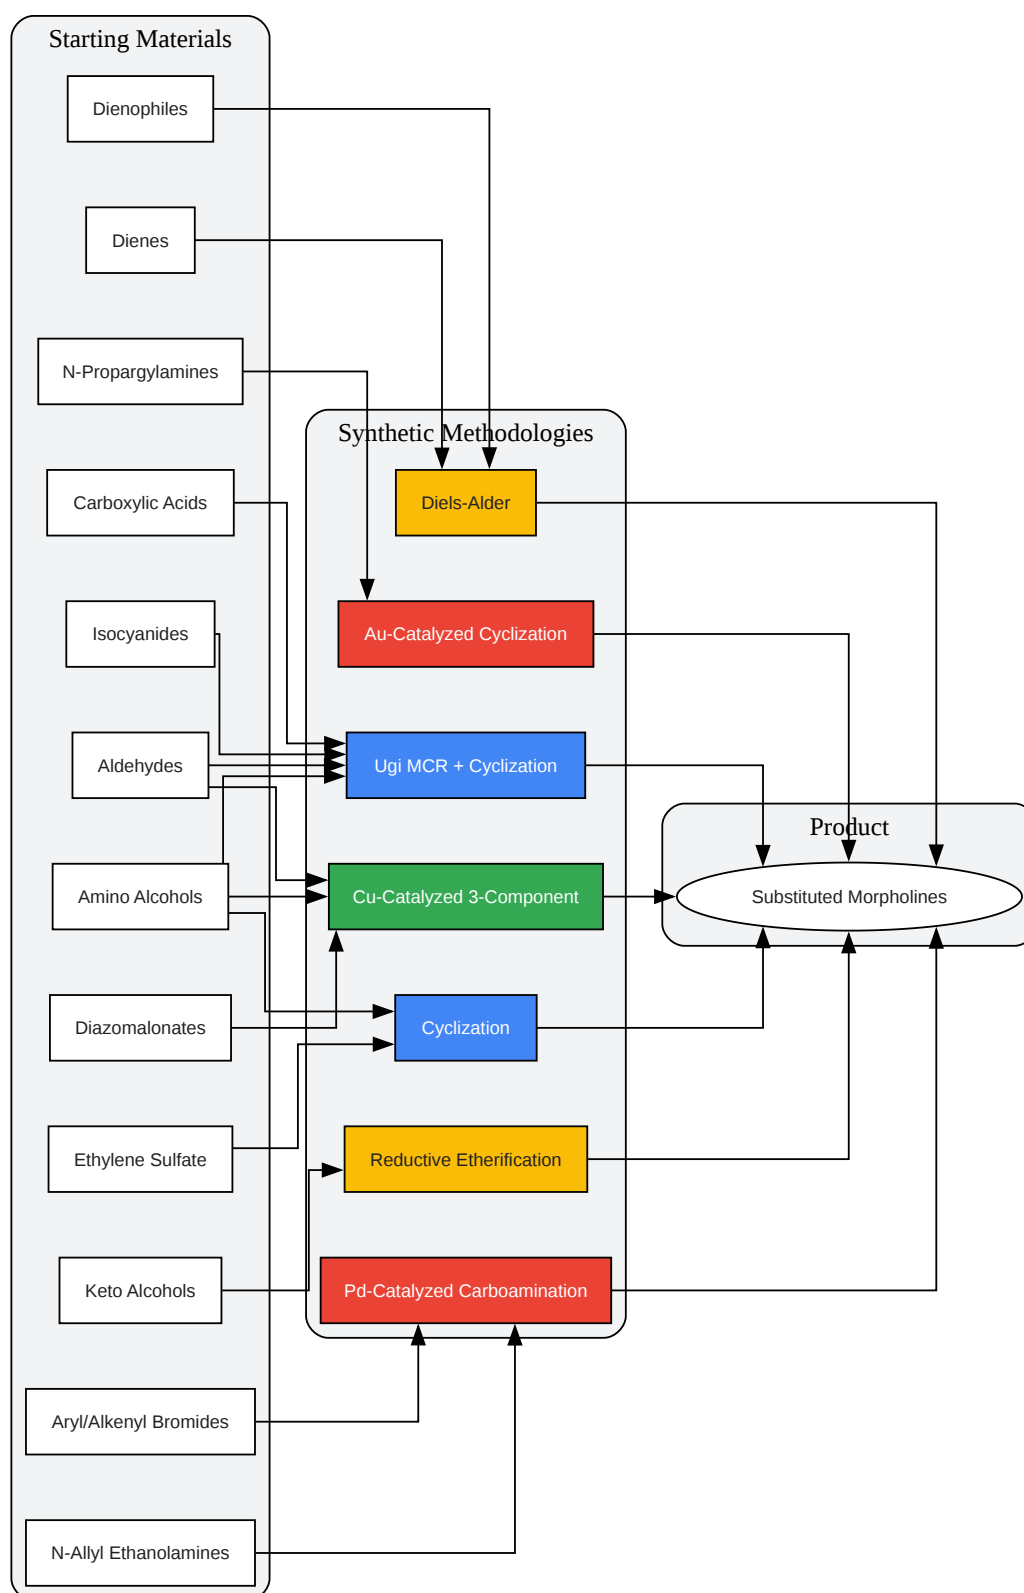 Starting Materials
Dienophiles
Dienes
N-Propargylamines
Carboxylic Acids
Isocyanides
Aldehydes
Amino Alcohols
Diazomalonates
Ethylene Sulfate
Keto Alcohols
Aryl/Alkenyl Bromides
N-Allyl Ethanolamines
Synthetic Methodologies
Diels-Alder
Au-Catalyzed Cyclization
Ugi MCR + Cyclization
Cu-Catalyzed 3-Component
Cyclization
Reductive Etherification
Pd-Catalyzed Carboamination
Product
Substituted Morpholines